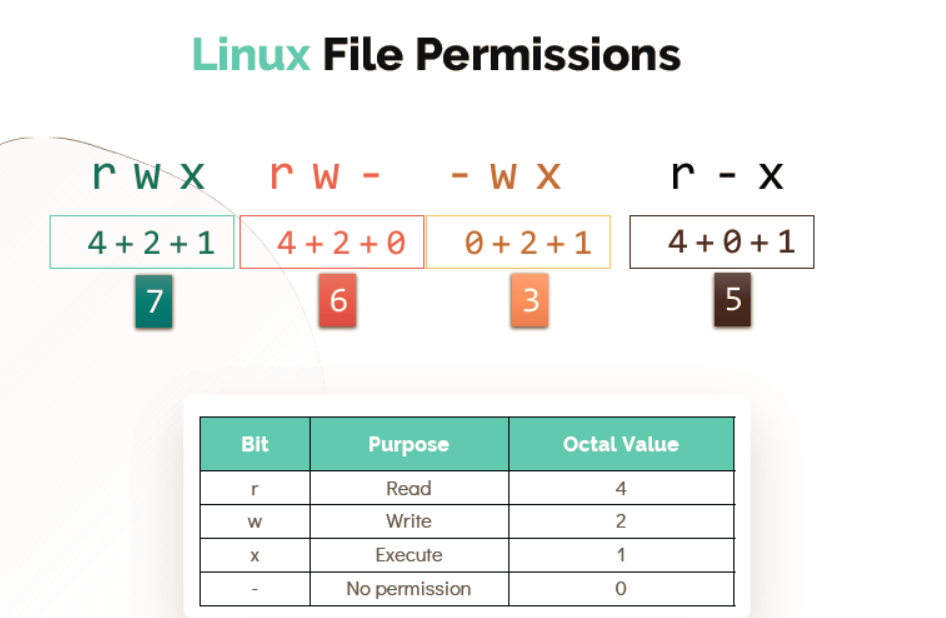 Linux File Permissions
r w x r w - - w x r - x
4+2+1 4+2+0 0+2+1 4+0+1
7 6 3 5
Bit Purpose Octal Value
r Read 4
w Write 2
x Execute 1
- No permission 0